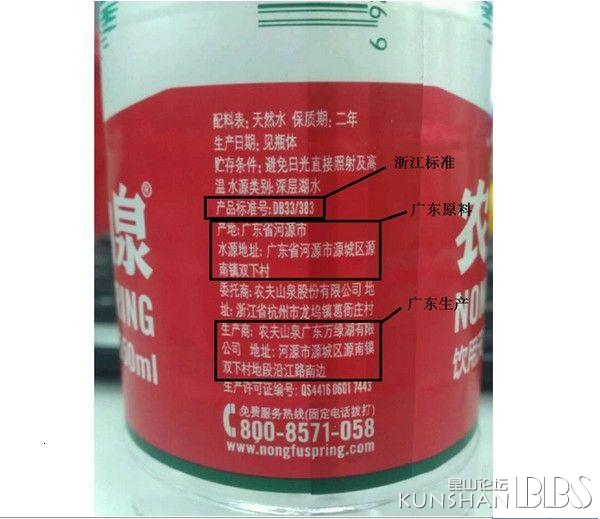 配料表: 天然水 保质期: 二年
生产日期: 见瓶体
贮存条件: 避免日光直接照射及高
温 水源类别: 深层湖水
产品标准号: DB33/383
产地: 广东省河源市
水源地址: 广东省河源市源城区源
南镇双下村
委托商: 农夫山泉股份有限公司 地
址: 浙江省杭州市龙坞镇葛衙庄村
生产商: 农夫山泉广东万绿湖有限
公司 地址: 河源市源城区源南镇
双下村地段沿江路南边
生产许可证编号: QS4416 0601 7443
免费服务热线(固定电话拨打)
800-8571-058
www.nongfuspring.com
浙江标准
广东原料
广东生产
泉®
RING
0ml
农
NON
饮用
6 9
昆山论坛
KUNSHAN BBS